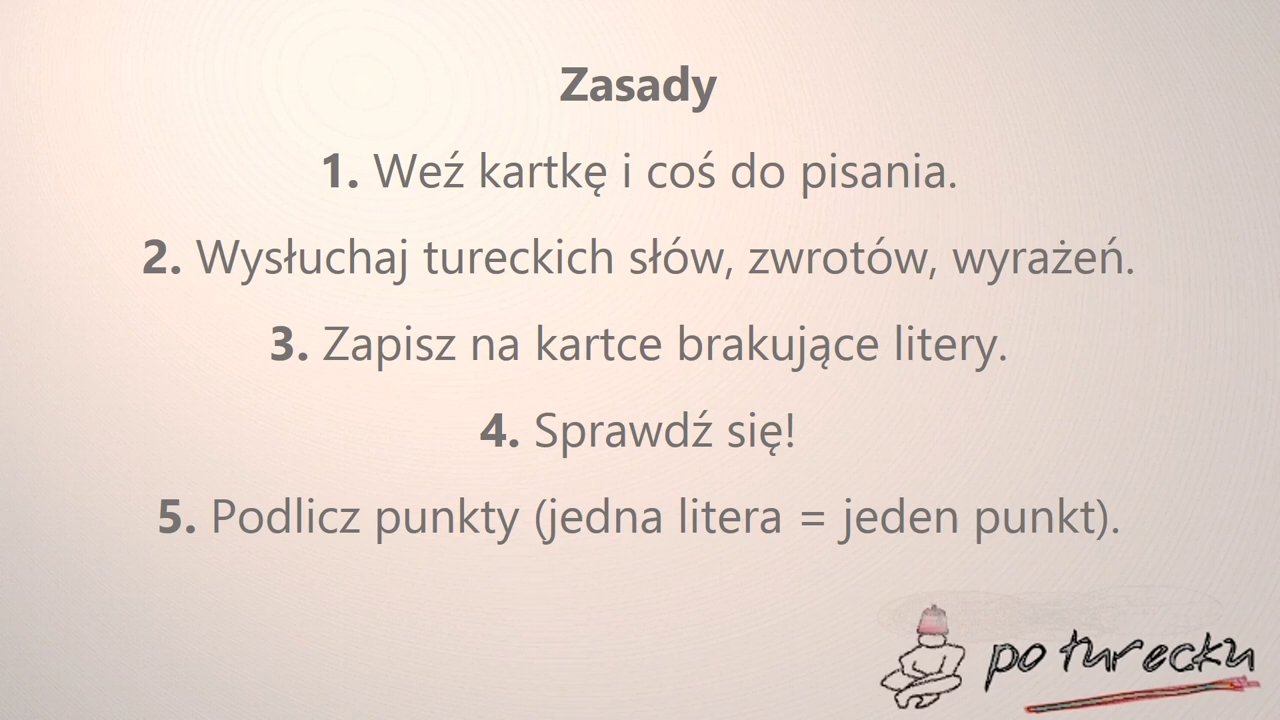 Zasady
1. Weź kartkę i coś do pisania.
2. Wysłuchaj tureckich słów, zwrotów, wyrażeń.
3. Zapisz na kartce brakujące litery.
4. Sprawdź się!
5. Podlicz punkty (jedna litera = jeden punkt).
po turecku